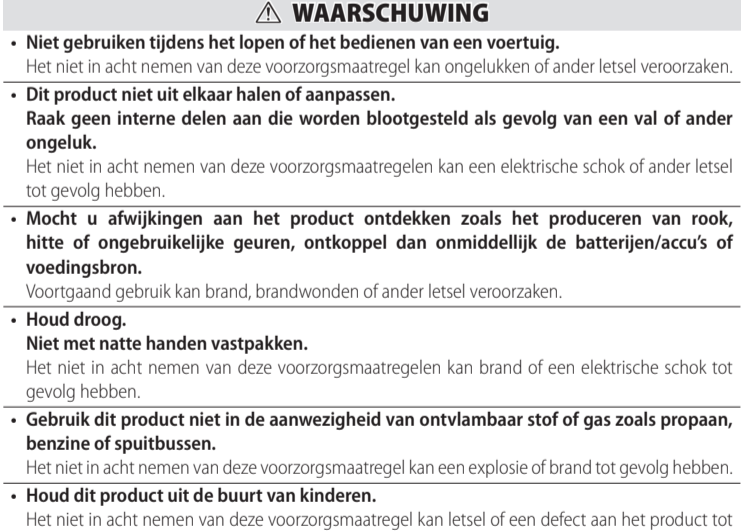 ⚠ WAARSCHUWING
• Niet gebruiken tijdens het lopen of het bedienen van een voertuig.
Het niet in acht nemen van deze voorzorgsmaatregel kan ongelukken of ander letsel veroorzaken.
• Dit product niet uit elkaar halen of aanpassen.
Raak geen interne delen aan die worden blootgesteld als gevolg van een val of ander
ongeluk.
Het niet in acht nemen van deze voorzorgsmaatregelen kan een elektrische schok of ander letsel
tot gevolg hebben.
• Mocht u afwijkingen aan het product ontdekken zoals het produceren van rook,
hitte of ongebruikelijke geuren, ontkoppel dan onmiddellijk de batterijen/accu's of
voedingsbron.
Voortgaand gebruik kan brand, brandwonden of ander letsel veroorzaken.
• Houd droog.
Niet met natte handen vastpakken.
Het niet in acht nemen van deze voorzorgsmaatregelen kan brand of een elektrische schok tot
gevolg hebben.
• Gebruik dit product niet in de aanwezigheid van ontvlambaar stof of gas zoals propaan,
benzine of spuitbussen.
Het niet in acht nemen van deze voorzorgsmaatregel kan een explosie of brand tot gevolg hebben.
• Houd dit product uit de buurt van kinderen.
Het niet in acht nemen van deze voorzorgsmaatregel kan letsel of een defect aan het product tot